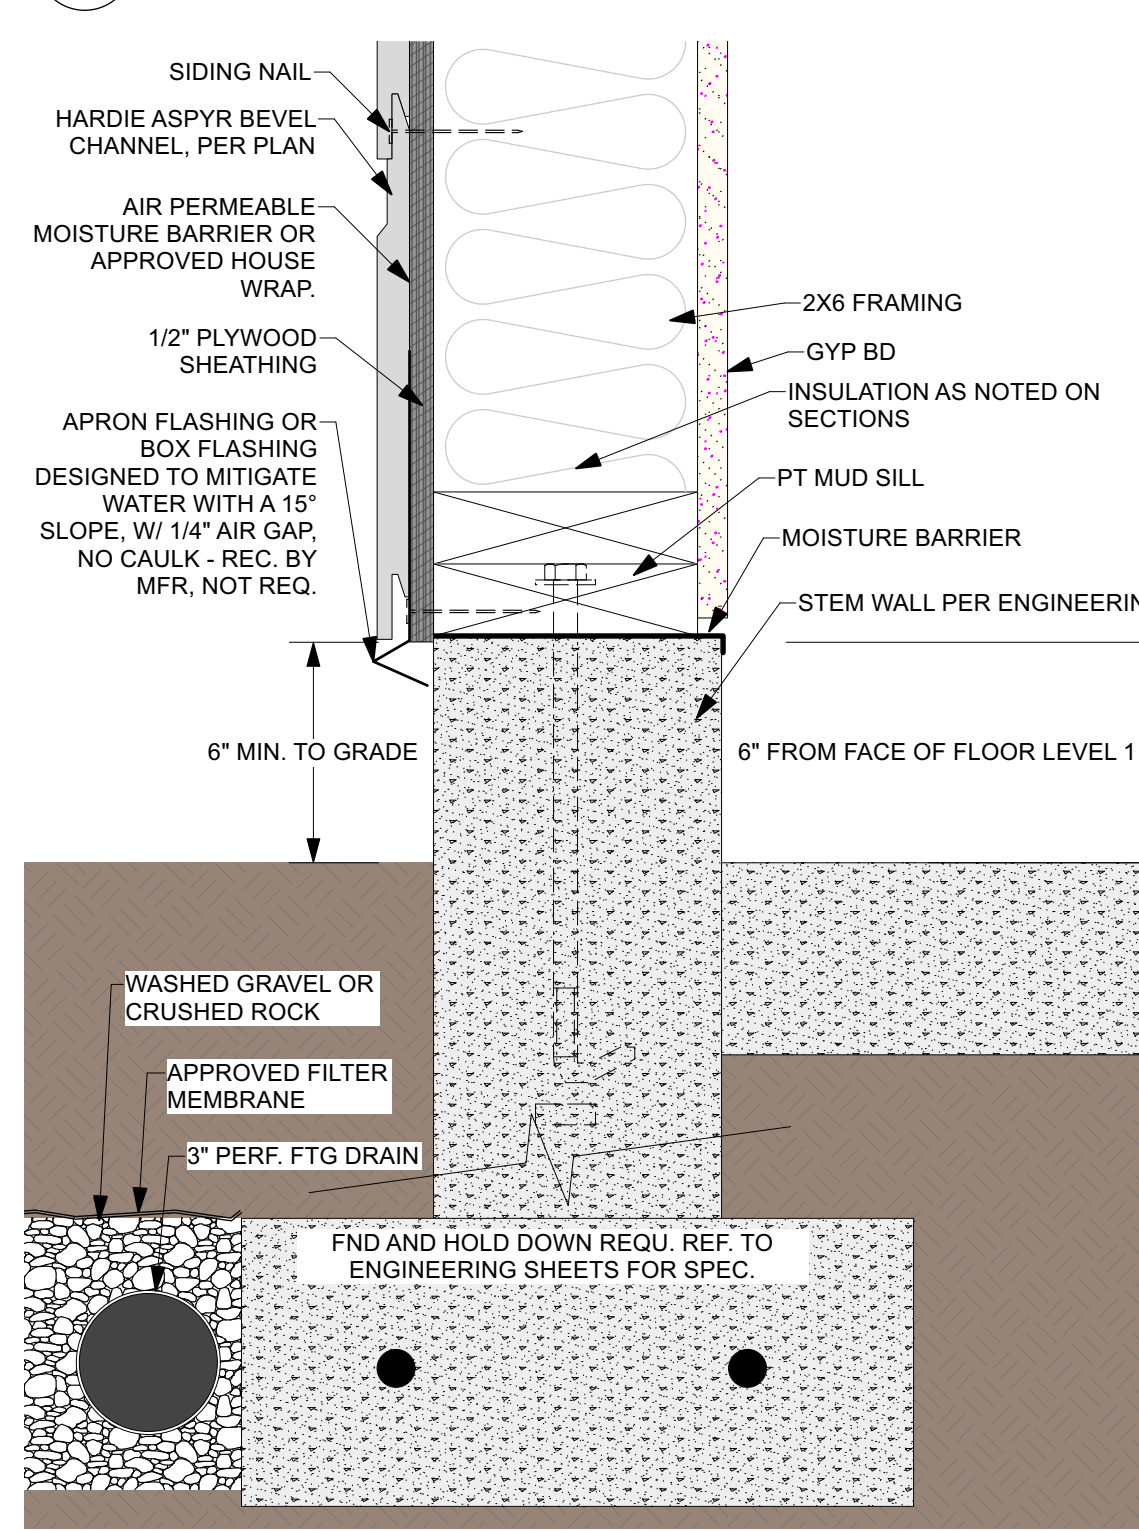 SIDING NAIL
HARDIE ASPYR BEVEL
CHANNEL, PER PLAN
AIR PERMEABLE
MOISTURE BARRIER OR
APPROVED HOUSE
WRAP.
1/2" PLYWOOD
SHEATHING
APRON FLASHING OR
BOX FLASHING
DESIGNED TO MITIGATE
WATER WITH A 15°
SLOPE, W/ 1/4" AIR GAP,
NO CAULK - REC. BY
MFR, NOT REQ.
2X6 FRAMING
GYP BD
INSULATION AS NOTED ON
SECTIONS
PT MUD SILL
MOISTURE BARRIER
STEM WALL PER ENGINEERIN
6" MIN. TO GRADE
6" FROM FACE OF FLOOR LEVEL 1
WASHED GRAVEL OR
CRUSHED ROCK
APPROVED FILTER
MEMBRANE
3" PERF. FTG DRAIN
FND AND HOLD DOWN REQU. REF. TO
ENGINEERING SHEETS FOR SPEC.